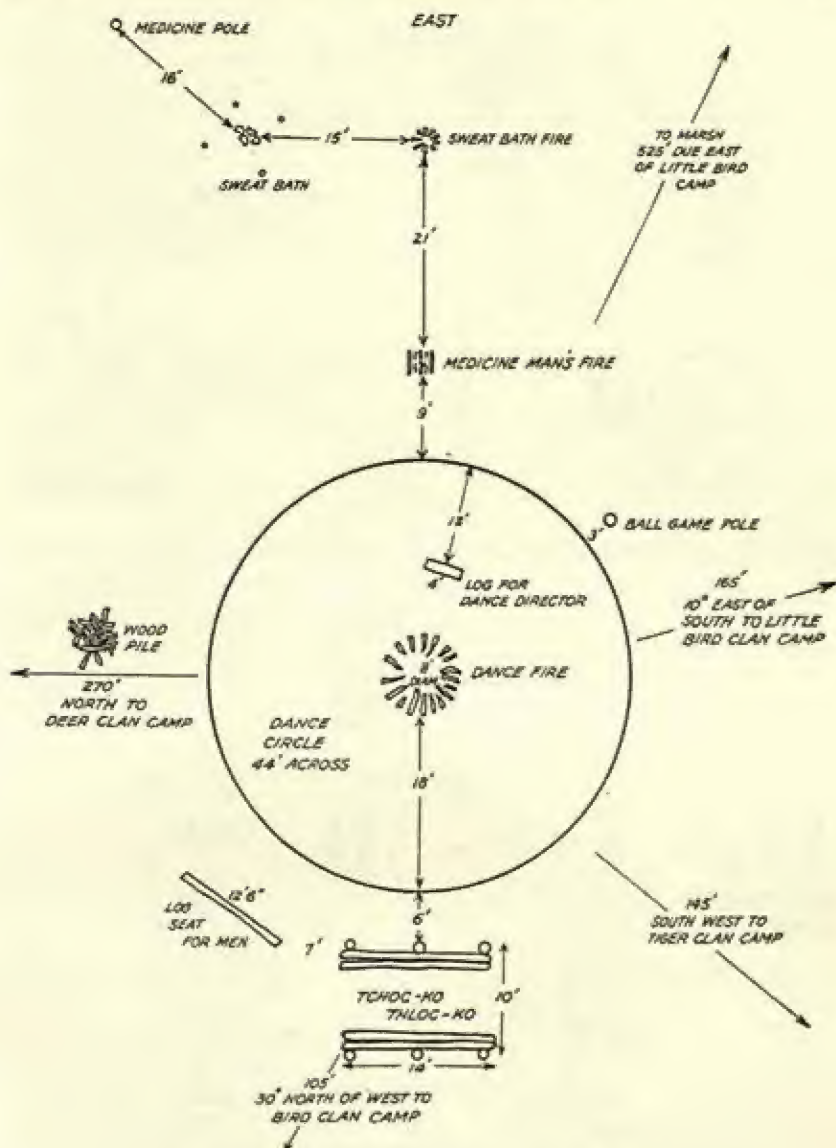 EAST
MEDICINE POLE
16'
15'
SWEAT BATH FIRE
SWEAT BATH
TO MARSH
525' DUE EAST
OF LITTLE BIRD
CAMP
21'
MEDICINE MAN'S FIRE
9'
12'
3'
BALL GAME POLE
4'
LOG FOR
DANCE DIRECTOR
165'
10° EAST OF
SOUTH TO LITTLE
BIRD CLAN CAMP
WOOD
PILE
8'
DIAM
DANCE FIRE
270'
NORTH TO
DEER CLAN CAMP
DANCE
CIRCLE
44' ACROSS
18'
12'6"
LOG
SEAT
FOR MEN
6'
145'
SOUTH WEST TO
TIGER CLAN CAMP
7'
TCHOC-KO
THLOC-KO
10'
14'
105'
30° NORTH OF WEST TO
BIRD CLAN CAMP